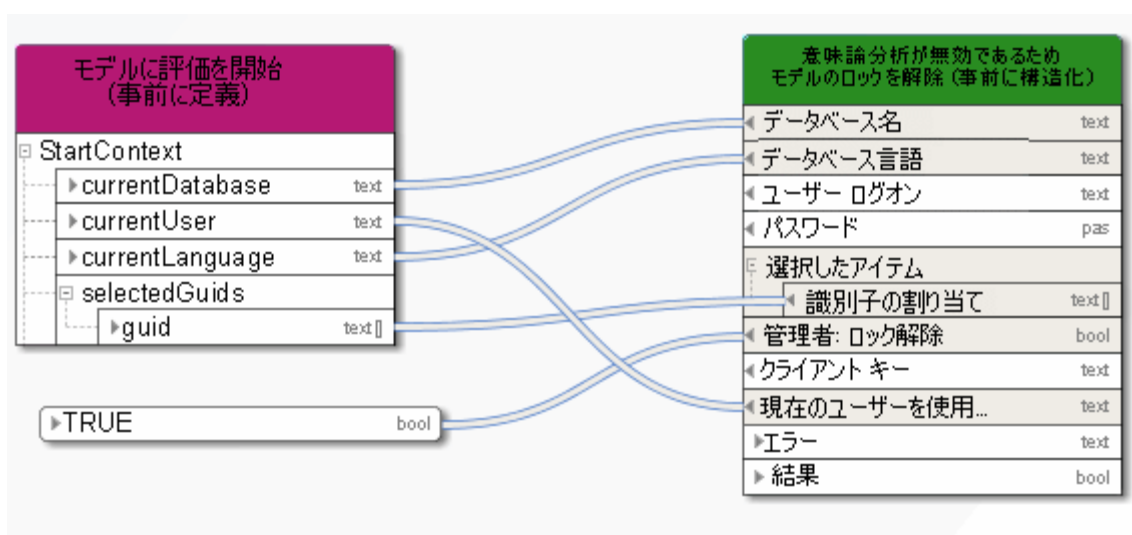 モデルに評価を開始
(事前に定義)
StartContext
currentDatabase text
currentUser text
currentLanguage text
selectedGuids
guid text[]
TRUE bool
意味論分析が無効であるため
モデルのロックを解除 (事前に構造化)
データベース名 text
データベース言語 text
ユーザー ログオン text
パスワード pas
選択したアイテム
識別子の割り当て text[]
管理者: ロック解除 bool
クライアント キー text
現在のユーザーを使用... text
エラー text
結果 bool